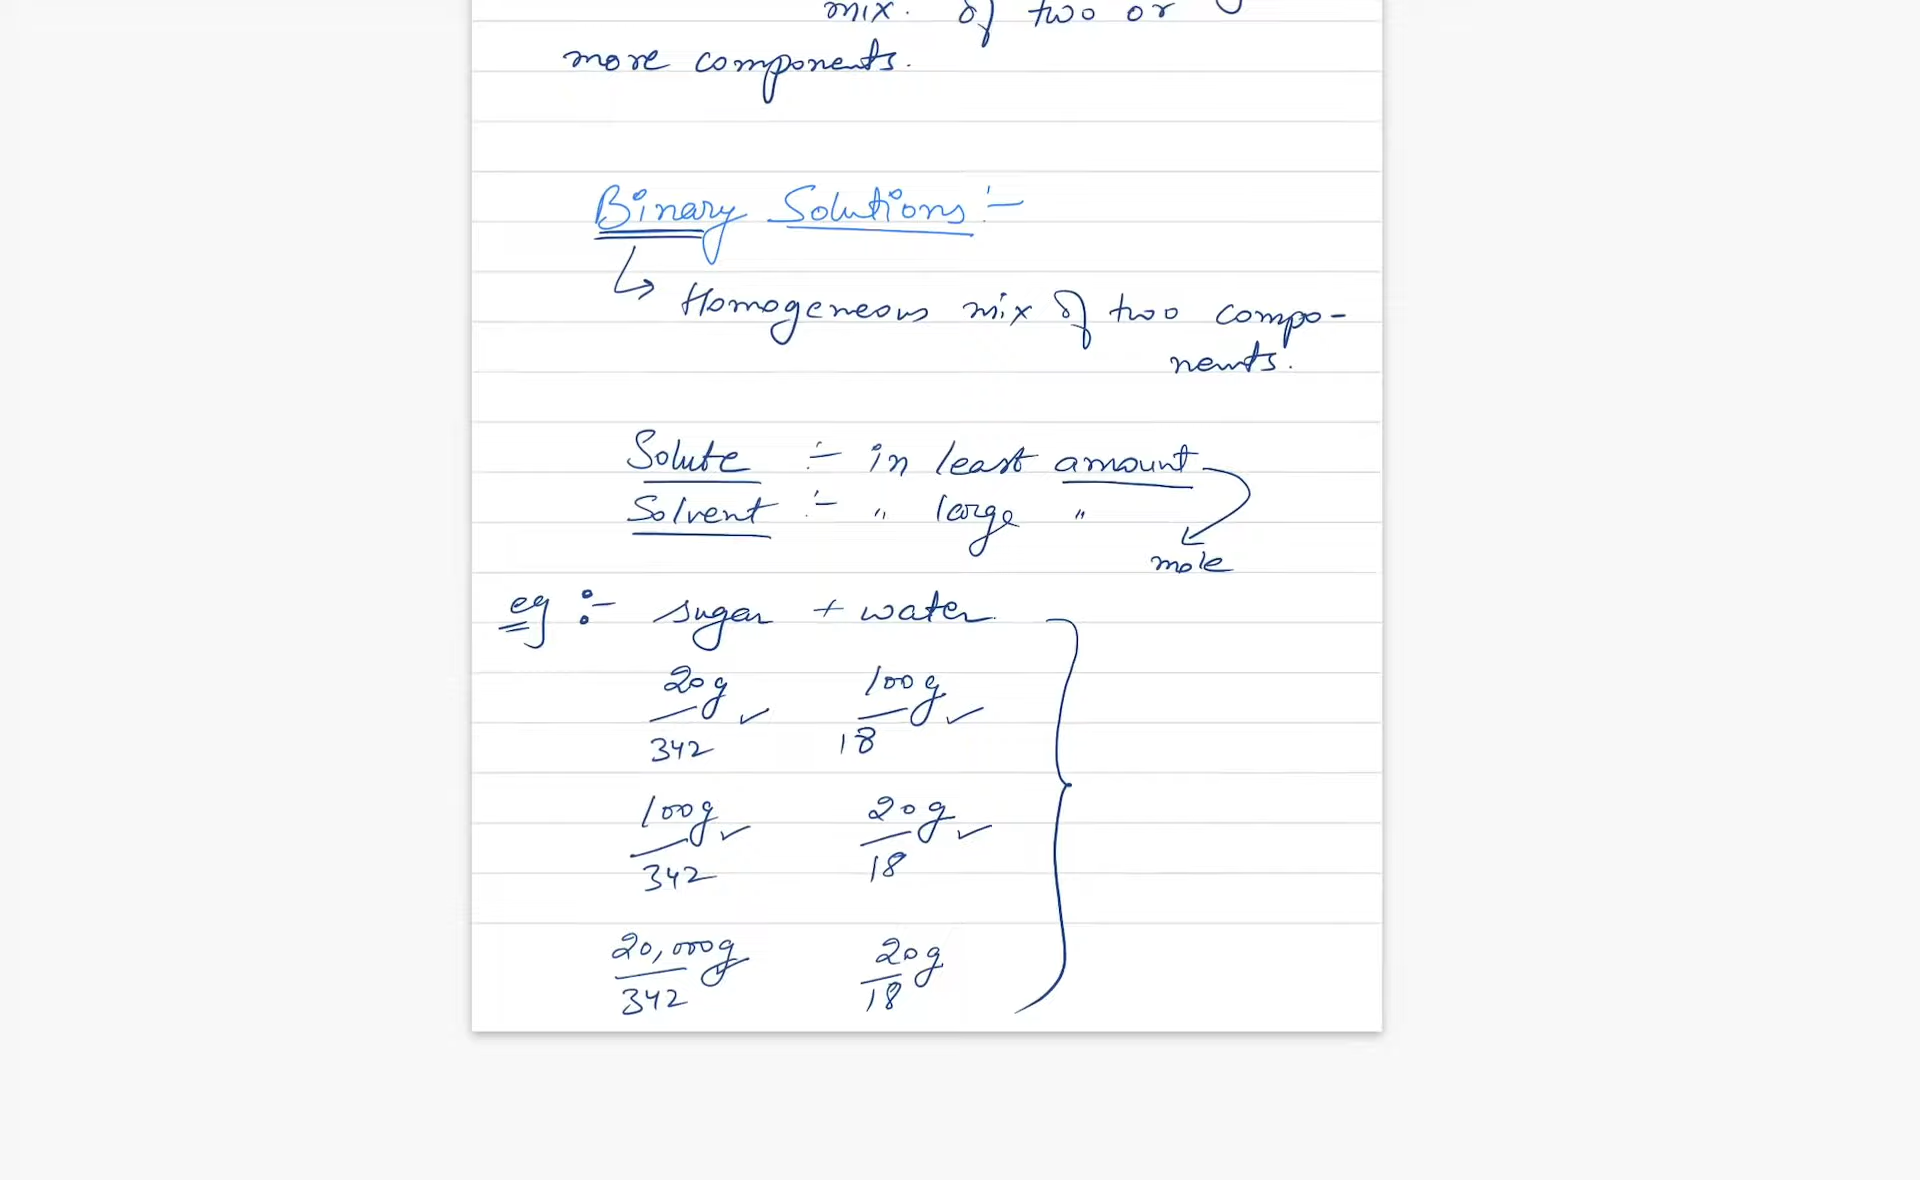 mix. of two or
more components.
Binary Solutions :-
↳ Homogeneous mix of two compo-
nents.
Solute :- in least amount
Solvent :- " large "
mole
eg :- sugar + water
20g 100g
342 18
100g 20g
342 18
20,000g 20g
342 18